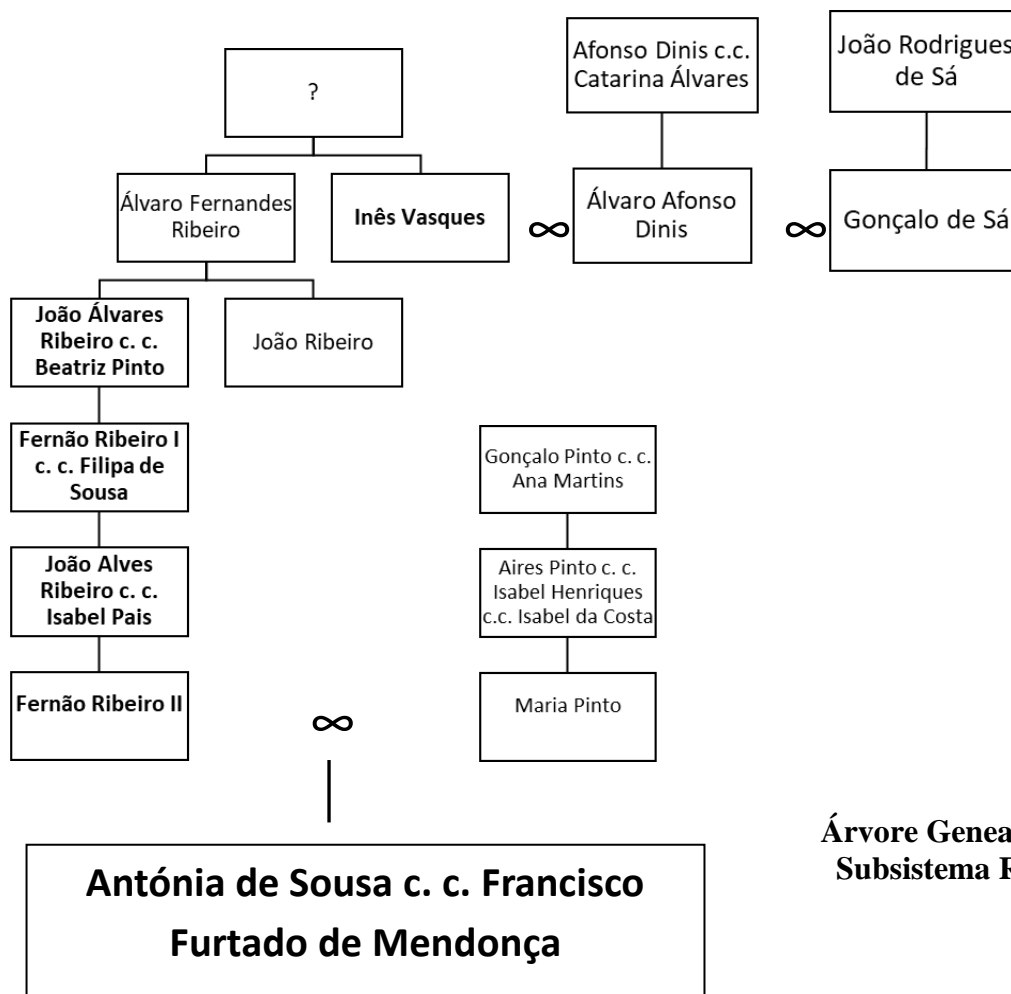 ?
Afonso Dinis c.c.
Catarina Álvares
João Rodrigues
de Sá
Álvaro Fernandes
Ribeiro
Inês Vasques
∞
Álvaro Afonso
Dinis
∞
Gonçalo de Sá
João Álvares
Ribeiro c. c.
Beatriz Pinto
João Ribeiro
Fernão Ribeiro I
c. c. Filipa de
Sousa
Gonçalo Pinto c. c.
Ana Martins
João Alves
Ribeiro c. c.
Isabel Pais
Aires Pinto c. c.
Isabel Henriques
c.c. Isabel da Costa
Fernão Ribeiro II
∞
Maria Pinto
Antónia de Sousa c. c. Francisco
Furtado de Mendonça
Árvore Genea
Subsistema R